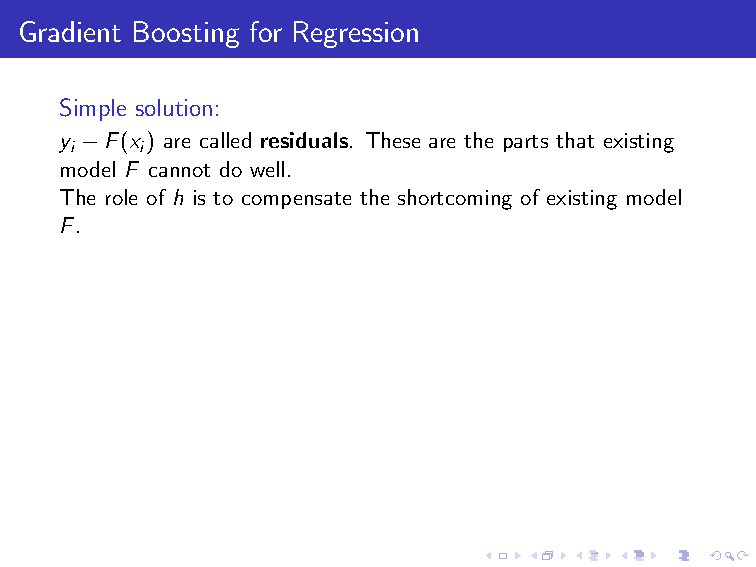 Gradient Boosting for Regression
Simple solution:
yᵢ − F(xᵢ) are called residuals. These are the parts that existing
model F cannot do well.
The role of h is to compensate the shortcoming of existing model
F.